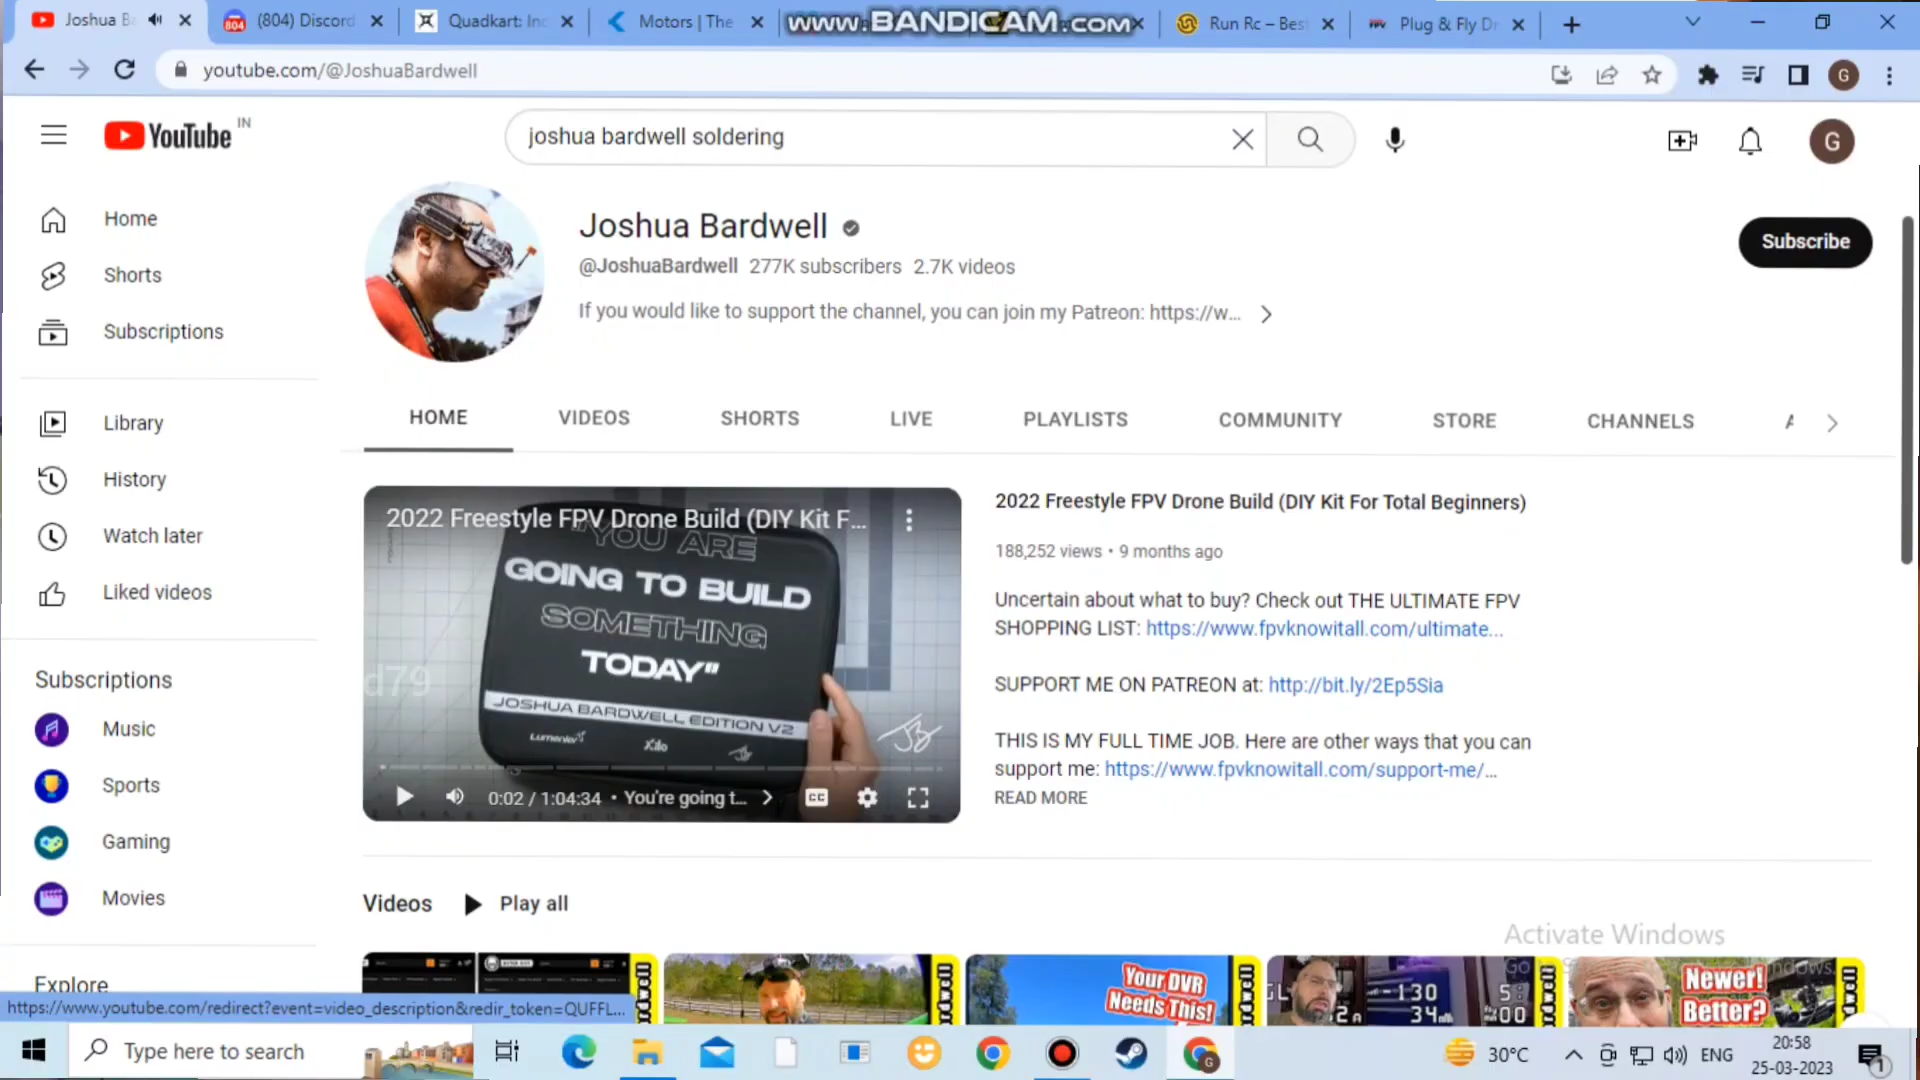 Joshua Ba
(804) Discord
Quadkart: Ind
Motors | The
www.BANDICAM.com
Run Rc – Best
Plug & Fly Dr
youtube.com/@JoshuaBardwell
G
YouTube IN
joshua bardwell soldering
G
Home
Shorts
Subscriptions
Library
History
Watch later
Liked videos
Subscriptions
Music
Sports
Gaming
Movies
Explore
Joshua Bardwell
@JoshuaBardwell 277K subscribers 2.7K videos
If you would like to support the channel, you can join my Patreon: https://w...
Subscribe
HOME VIDEOS SHORTS LIVE PLAYLISTS COMMUNITY STORE CHANNELS
2022 Freestyle FPV Drone Build (DIY Kit F...
"YOU ARE
GOING TO BUILD
SOMETHING
TODAY"
JOSHUA BARDWELL EDITION V2
Lumenier
Xilo
d79
0:02 / 1:04:34 • You're going t...
CC
2022 Freestyle FPV Drone Build (DIY Kit For Total Beginners)
188,252 views • 9 months ago
Uncertain about what to buy? Check out THE ULTIMATE FPV
SHOPPING LIST: https://www.fpvknowitall.com/ultimate...
SUPPORT ME ON PATREON at: http://bit.ly/2Ep5Sia
THIS IS MY FULL TIME JOB. Here are other ways that you can
support me: https://www.fpvknowitall.com/support-me/...
READ MORE
Videos
Play all
Your DVR
Needs This!
-130
34
Newer!
Better?
Activate Windows
https://www.youtube.com/redirect?event=video_description&redir_token=QUFFL...
Type here to search
30°C
ENG
20:58
25-03-2023
1